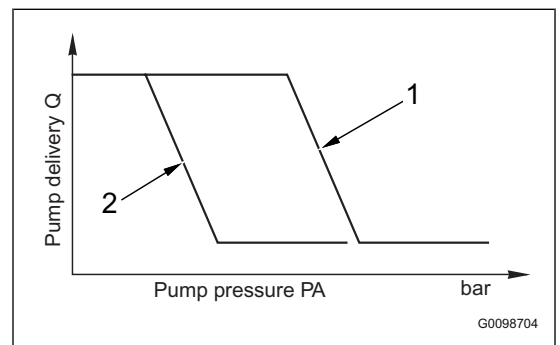 Pump delivery Q
1
2
Pump pressure PA
bar
G0098704